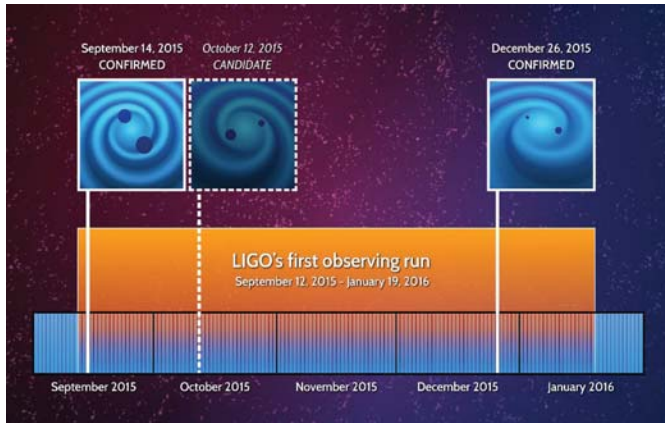 September 14, 2015
CONFIRMED
October 12, 2015
CANDIDATE
December 26, 2015
CONFIRMED
LIGO's first observing run
September 12, 2015 - January 19, 2016
September 2015
October 2015
November 2015
December 2015
January 2016